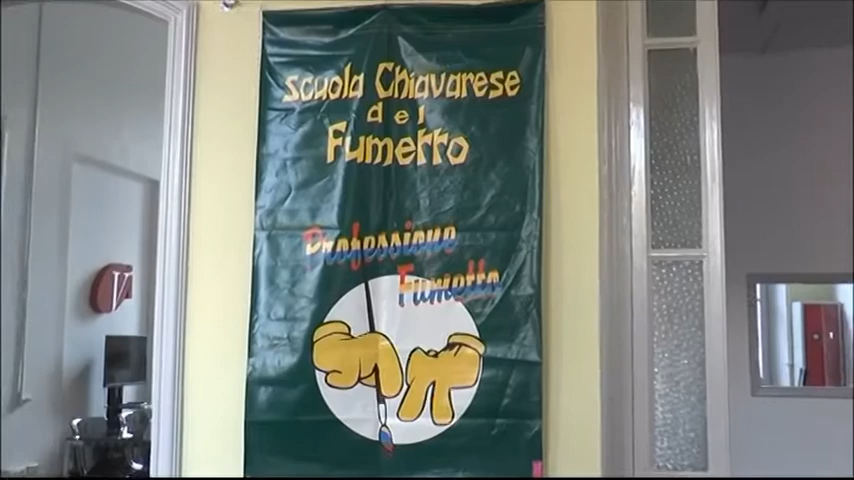 Scuola Chiavarese
del
Fumetto
Professione
Fumetto